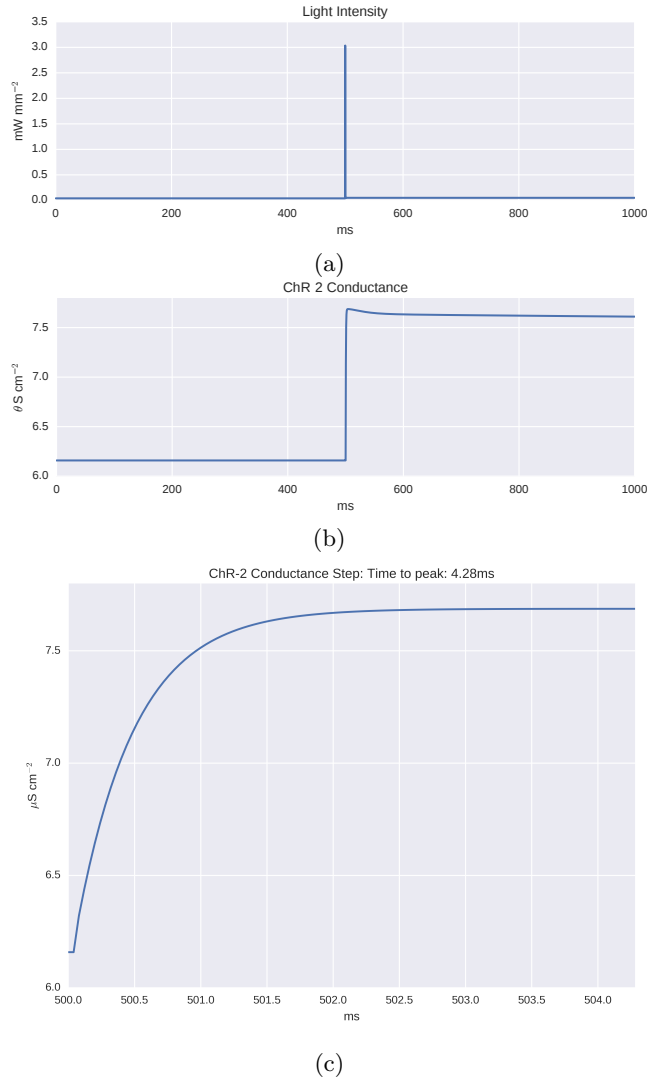 Light Intensity
3.5
3.0
2.5
2.0
1.5
1.0
0.5
0.0
mW mm⁻²
0 200 400 600 800 1000
ms
(a)
ChR 2 Conductance
7.5
7.0
6.5
6.0
θ S cm⁻²
0 200 400 600 800 1000
ms
(b)
ChR-2 Conductance Step: Time to peak: 4.28ms
7.5
7.0
6.5
6.0
μS cm⁻²
500.0 500.5 501.0 501.5 502.0 502.5 503.0 503.5 504.0
ms
(c)